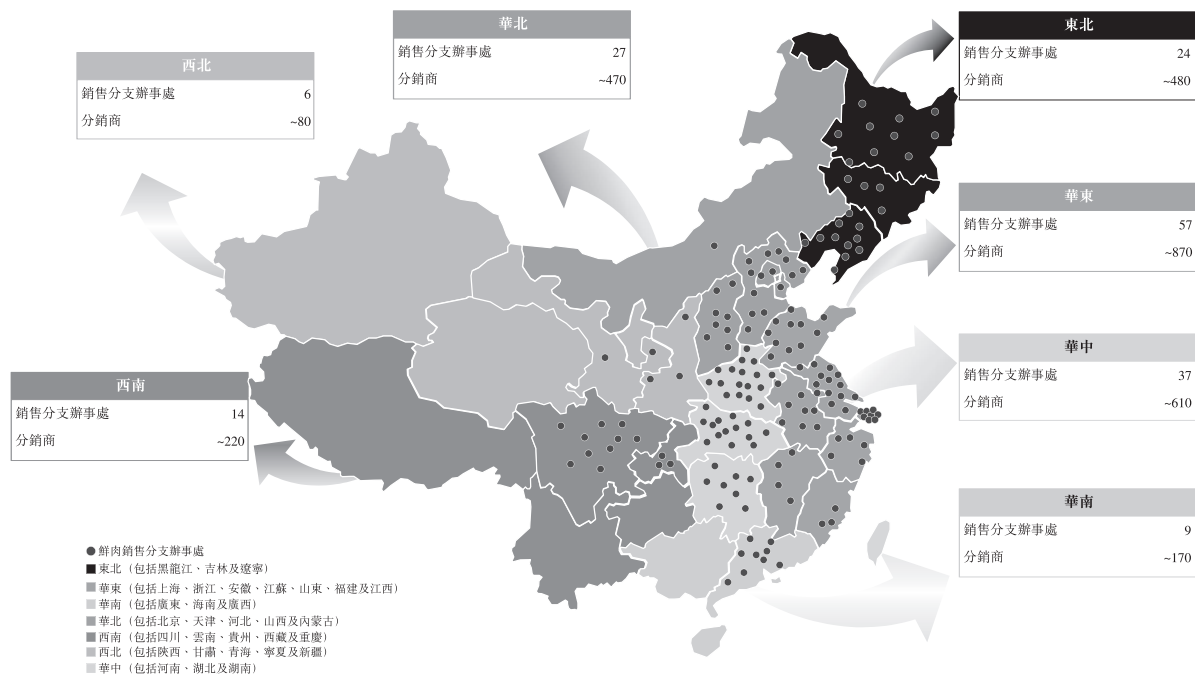 華北
銷售分支辦事處 27
分銷商 ~470
東北
銷售分支辦事處 24
分銷商 ~480
西北
銷售分支辦事處 6
分銷商 ~80
華東
銷售分支辦事處 57
分銷商 ~870
華中
銷售分支辦事處 37
分銷商 ~610
西南
銷售分支辦事處 14
分銷商 ~220
華南
銷售分支辦事處 9
分銷商 ~170
鮮肉銷售分支辦事處
東北（包括黑龍江、吉林及遼寧）
華東（包括上海、浙江、安徽、江蘇、山東、福建及江西）
華南（包括廣東、海南及廣西）
華北（包括北京、天津、河北、山西及內蒙古）
西南（包括四川、雲南、貴州、西藏及重慶）
西北（包括陝西、甘肅、青海、寧夏及新疆）
華中（包括河南、湖北及湖南）